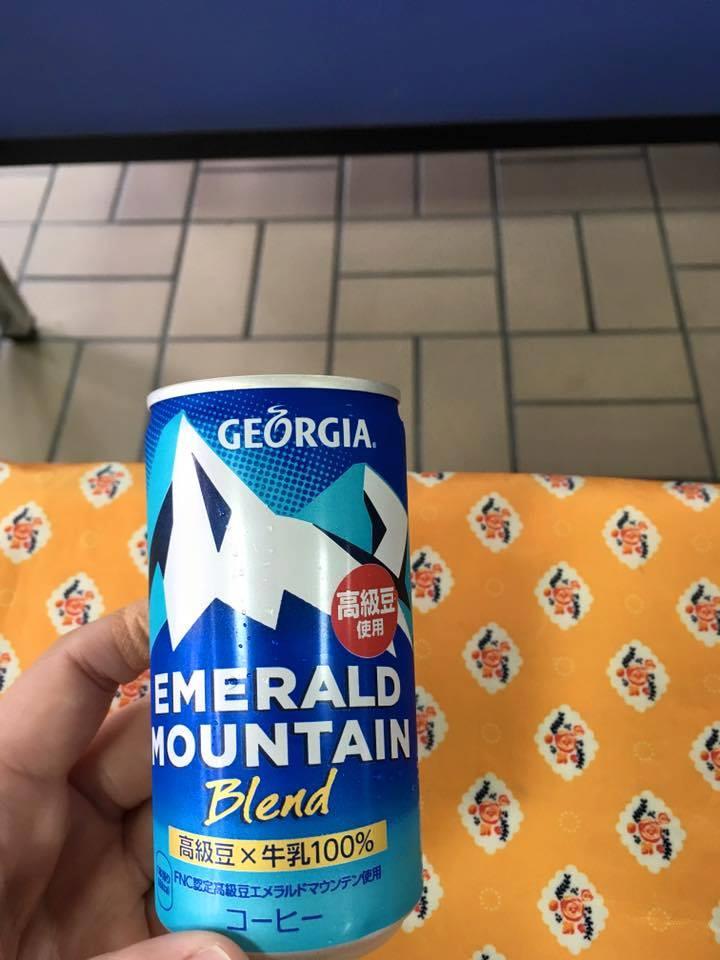 GEORGIA
高級豆
使用
EMERALD
MOUNTAIN
Blend
高級豆×牛乳100%
FNC認定高級豆エメラルドマウンテン使用
コーヒー